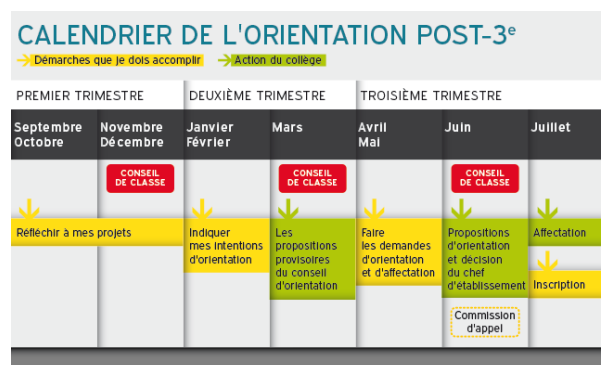 CALENDRIER DE L'ORIENTATION POST-3e
Démarches que je dois accomplir
Action du collège
PREMIER TRIMESTRE
DEUXIÈME TRIMESTRE
TROISIÈME TRIMESTRE
Septembre
Octobre
Novembre
Décembre
Janvier
Février
Mars
Avril
Mai
Juin
Juillet
CONSEIL
DE CLASSE
CONSEIL
DE CLASSE
CONSEIL
DE CLASSE
Réfléchir à mes projets
Indiquer
mes intentions
d'orientation
Les
propositions
provisoires
du conseil
d'orientation
Faire
les demandes
d'orientation
et d'affectation
Propositions
d'orientation
et décision
du chef
d'établissement
Affectation
Inscription
Commission
d'appel